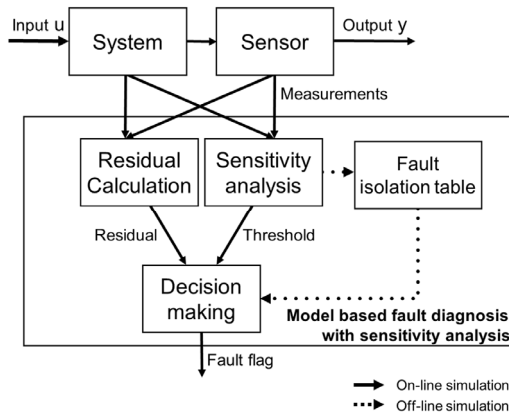 Input u
System
Sensor
Output y
Measurements
Residual
Calculation
Sensitivity
analysis
Fault
isolation table
Residual
Threshold
Decision
making
Model based fault diagnosis
with sensitivity analysis
Fault flag
On-line simulation
Off-line simulation